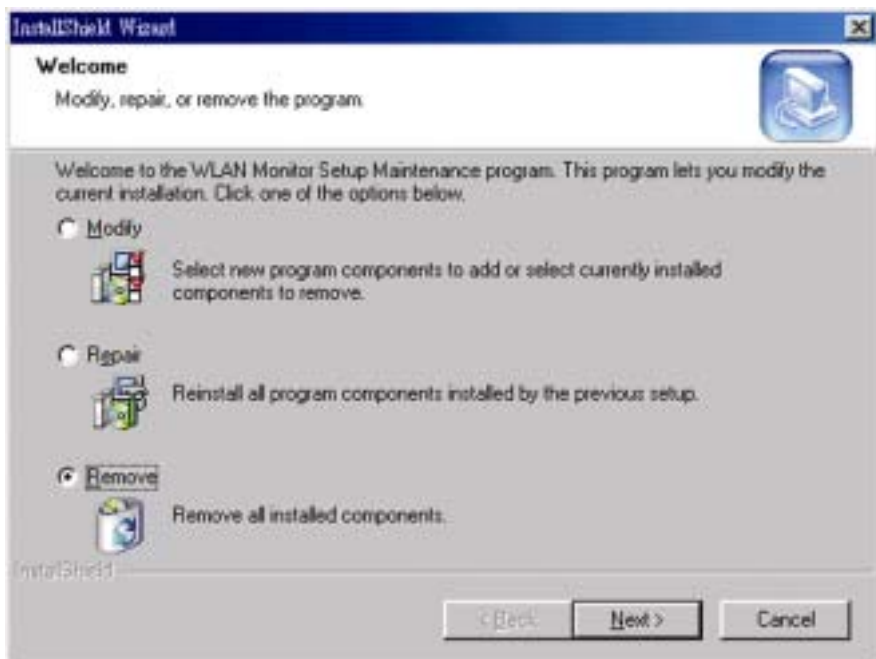 InstallShield Wizard
Welcome
Modify, repair, or remove the program.
Welcome to the WLAN Monitor Setup Maintenance program. This program lets you modify the
current installation. Click one of the options below.
Modify
Select new program components to add or select currently installed
components to remove.
Repair
Reinstall all program components installed by the previous setup.
Remove
Remove all installed components.
InstallShield
< Back
Next >
Cancel